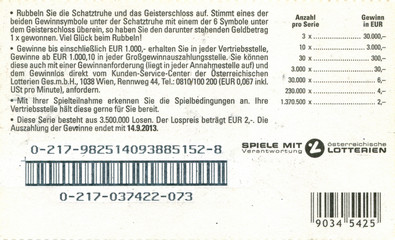 • Rubbeln Sie die Schatztruhe und das Geisterschloss auf. Stimmt eines der
beiden Gewinnsymbole unter der Schatztruhe mit einem der 6 Symbole unter
dem Geisterschloss überein, so haben Sie den darunter stehenden Geldbetrag
1 x gewonnen. Viel Glück beim Rubbeln!
• Gewinne bis einschließlich EUR 1.000,- erhalten Sie in jeder Vertriebsstelle,
Gewinne ab EUR 1.000,10 in jeder Großgewinnauszahlungsstelle. Sie können
diese auch mit einer Gewinnanforderung (liegt in jeder Annahmestelle auf) und
dem Gewinnlos direkt vom Kunden-Service-Center der Österreichischen
Lotterien Ges.m.b.H., 1038 Wien, Rennweg 44, Tel.: 0810/100 200 (EUR 0,067 inkl.
USt pro Minute), anfordern.
• Mit Ihrer Spielteilnahme erkennen Sie die Spielbedingungen an. Ihre
Vertriebsstelle hält diese gerne für Sie bereit.
• Diese Serie besteht aus 3.500.000 Losen. Der Lospreis beträgt EUR 2,-. Die
Auszahlung der Gewinne endet mit 14.9.2013.
Anzahl Gewinn
pro Serie in EUR
3 x 30.000,-
10 x 1.000,-
300 x 100,-
3.000 x 30,-
30.000 x 6,-
230.000 x 4,-
1.370.500 x 2,-
0-217-982514093885152-8
0-217-037422-073
SPIELE MIT
Verantwortung
österreichische
LOTTERIEN
9034 5425